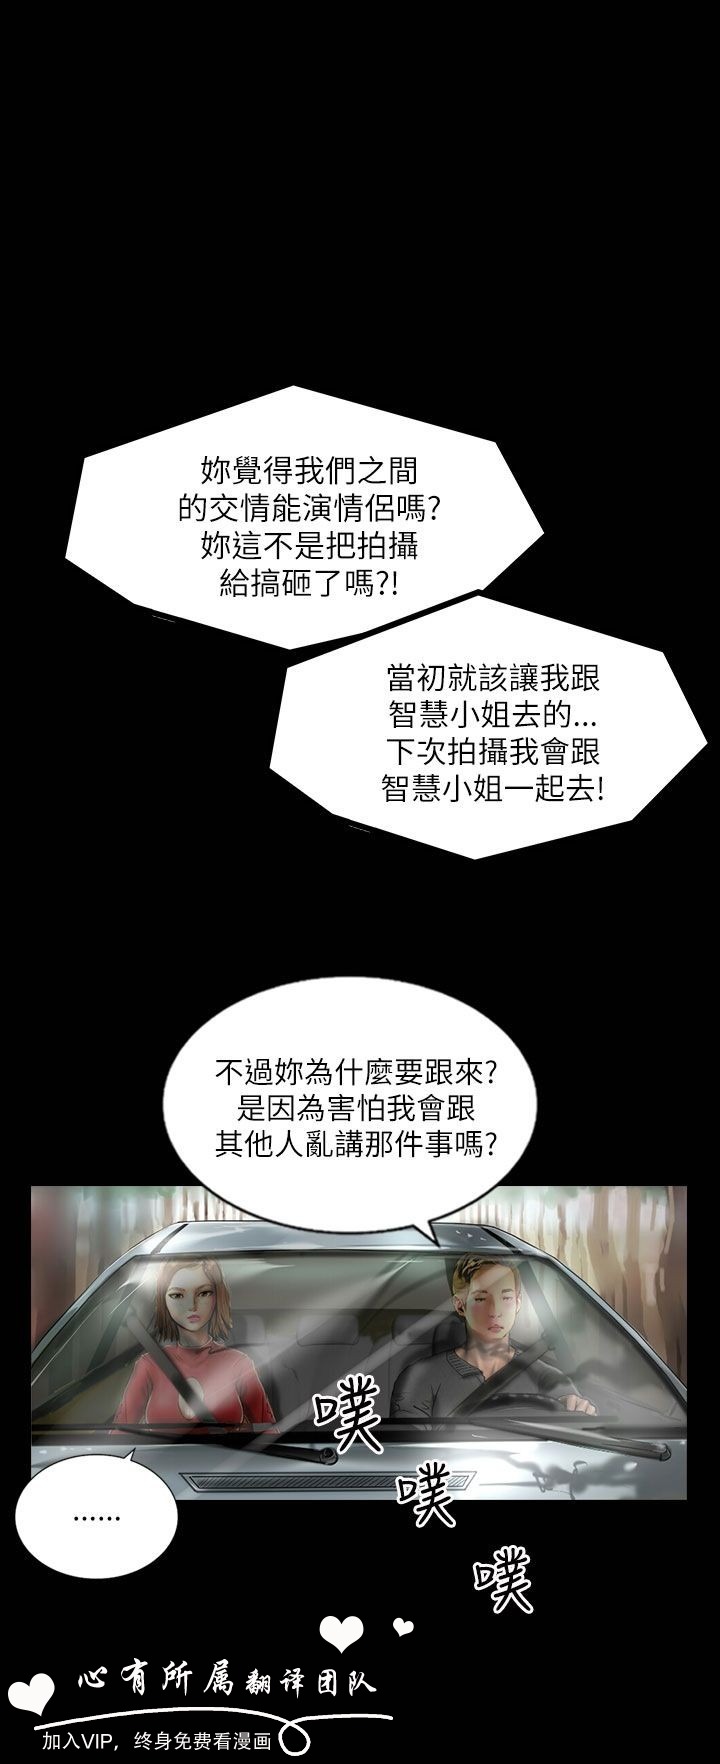 妳覺得我們之間
的交情能演情侶嗎?
妳這不是把拍攝
給搞砸了嗎?!
當初就該讓我跟
智慧小姐去的...
下次拍攝我會跟
智慧小姐一起去!
不過妳為什麼要跟來?
是因為害怕我會跟
其他人亂講那件事嗎?
噗
噗
噗
......
心有所属翻译团队
加入VIP，终身免费看漫画